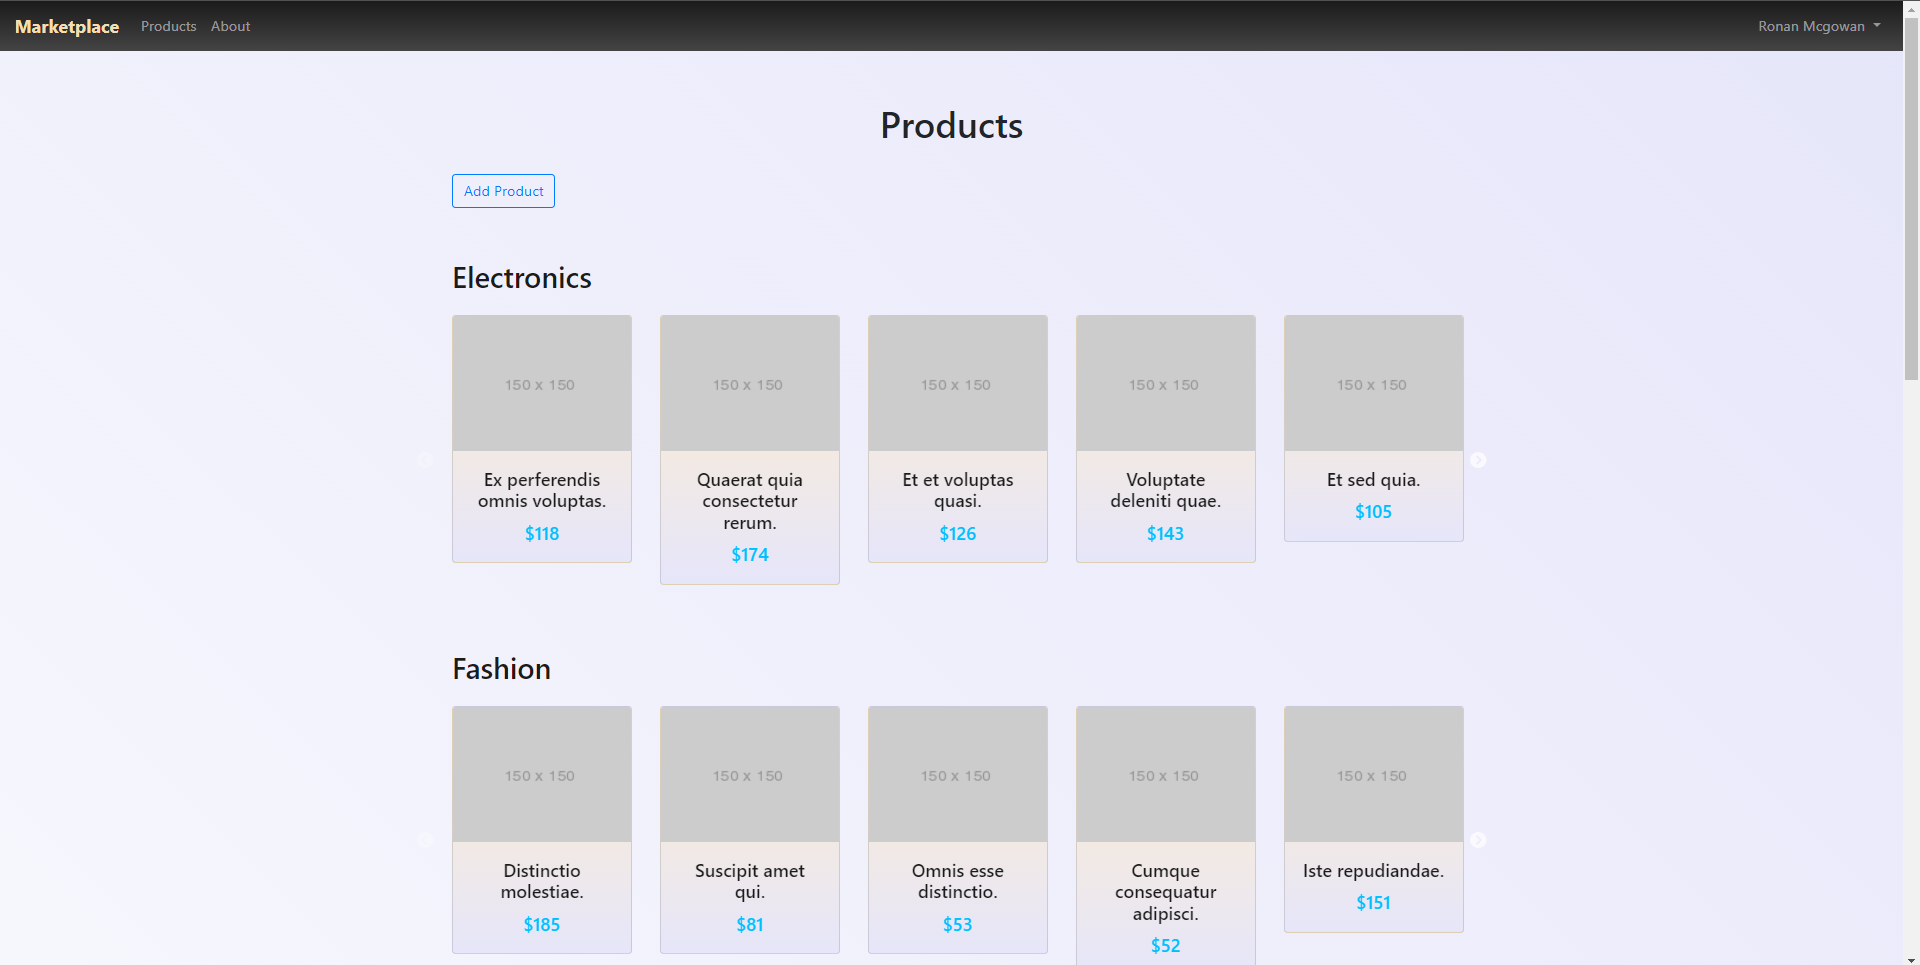 Marketplace Products About Ronan Mcgowan
Products
Add Product
Electronics
150 x 150 150 x 150 150 x 150 150 x 150 150 x 150
Ex perferendis
omnis voluptas.
$118
Quaerat quia
consectetur
rerum.
$174
Et et voluptas
quasi.
$126
Voluptate
deleniti quae.
$143
Et sed quia.
$105
Fashion
150 x 150 150 x 150 150 x 150 150 x 150 150 x 150
Distinctio
molestiae.
$185
Suscipit amet
qui.
$81
Omnis esse
distinctio.
$53
Cumque
consequatur
adipisci.
$52
Iste repudiandae.
$151